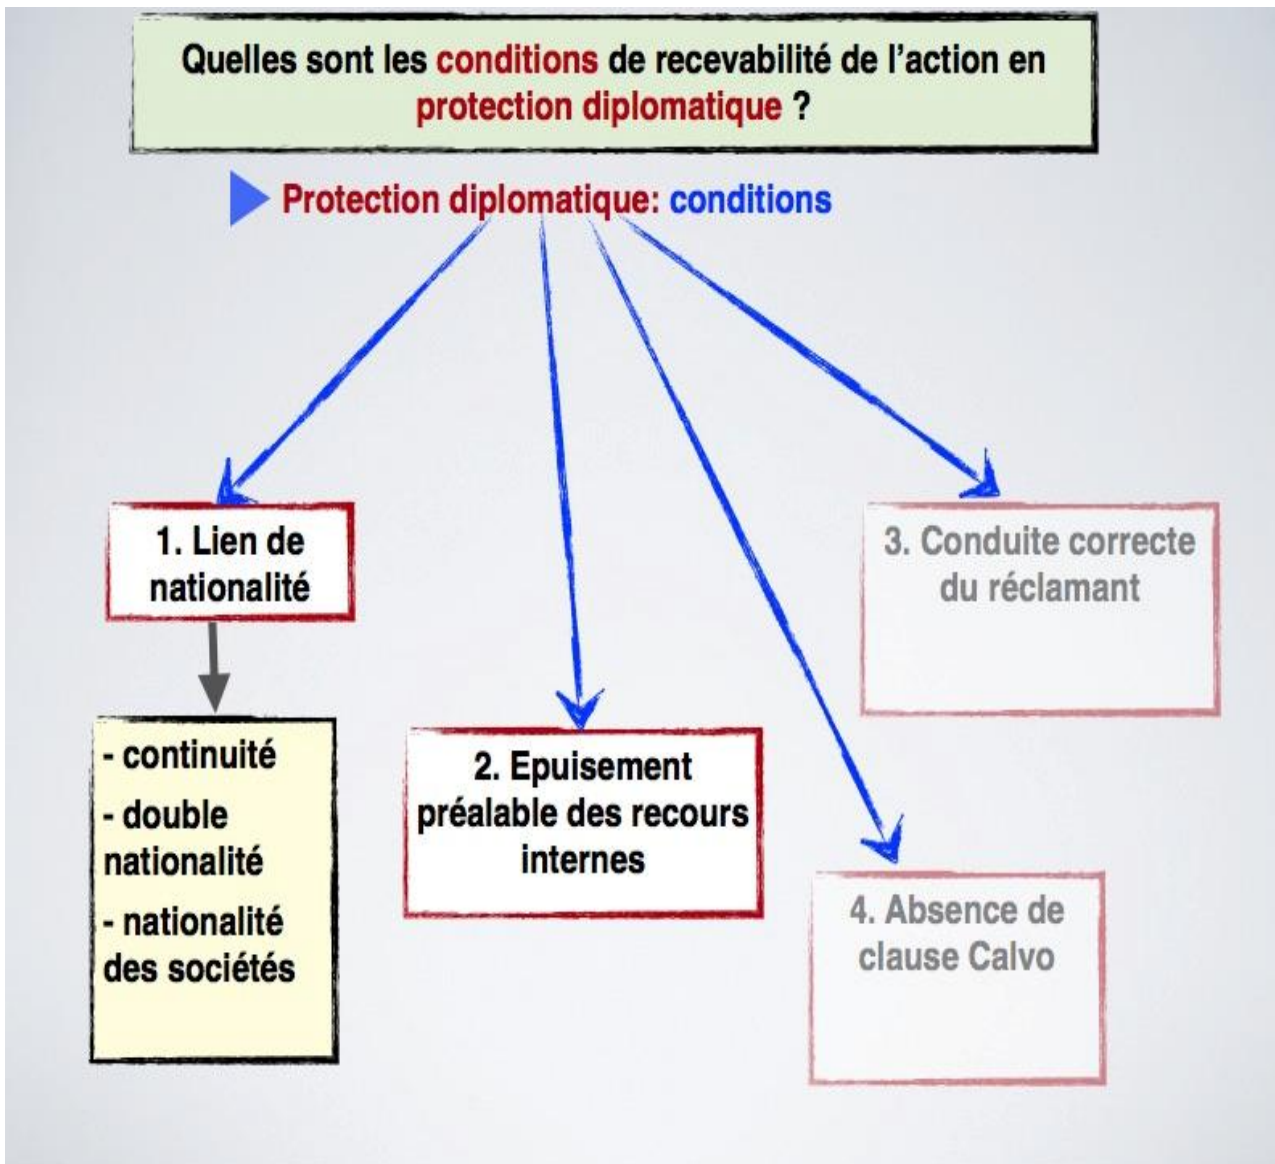 Quelles sont les conditions de recevabilité de l'action en
protection diplomatique ?
Protection diplomatique: conditions
1. Lien de
nationalité
- continuité
- double
nationalité
- nationalité
des sociétés
2. Epuisement
préalable des recours
internes
3. Conduite correcte
du réclamant
4. Absence de
clause Calvo